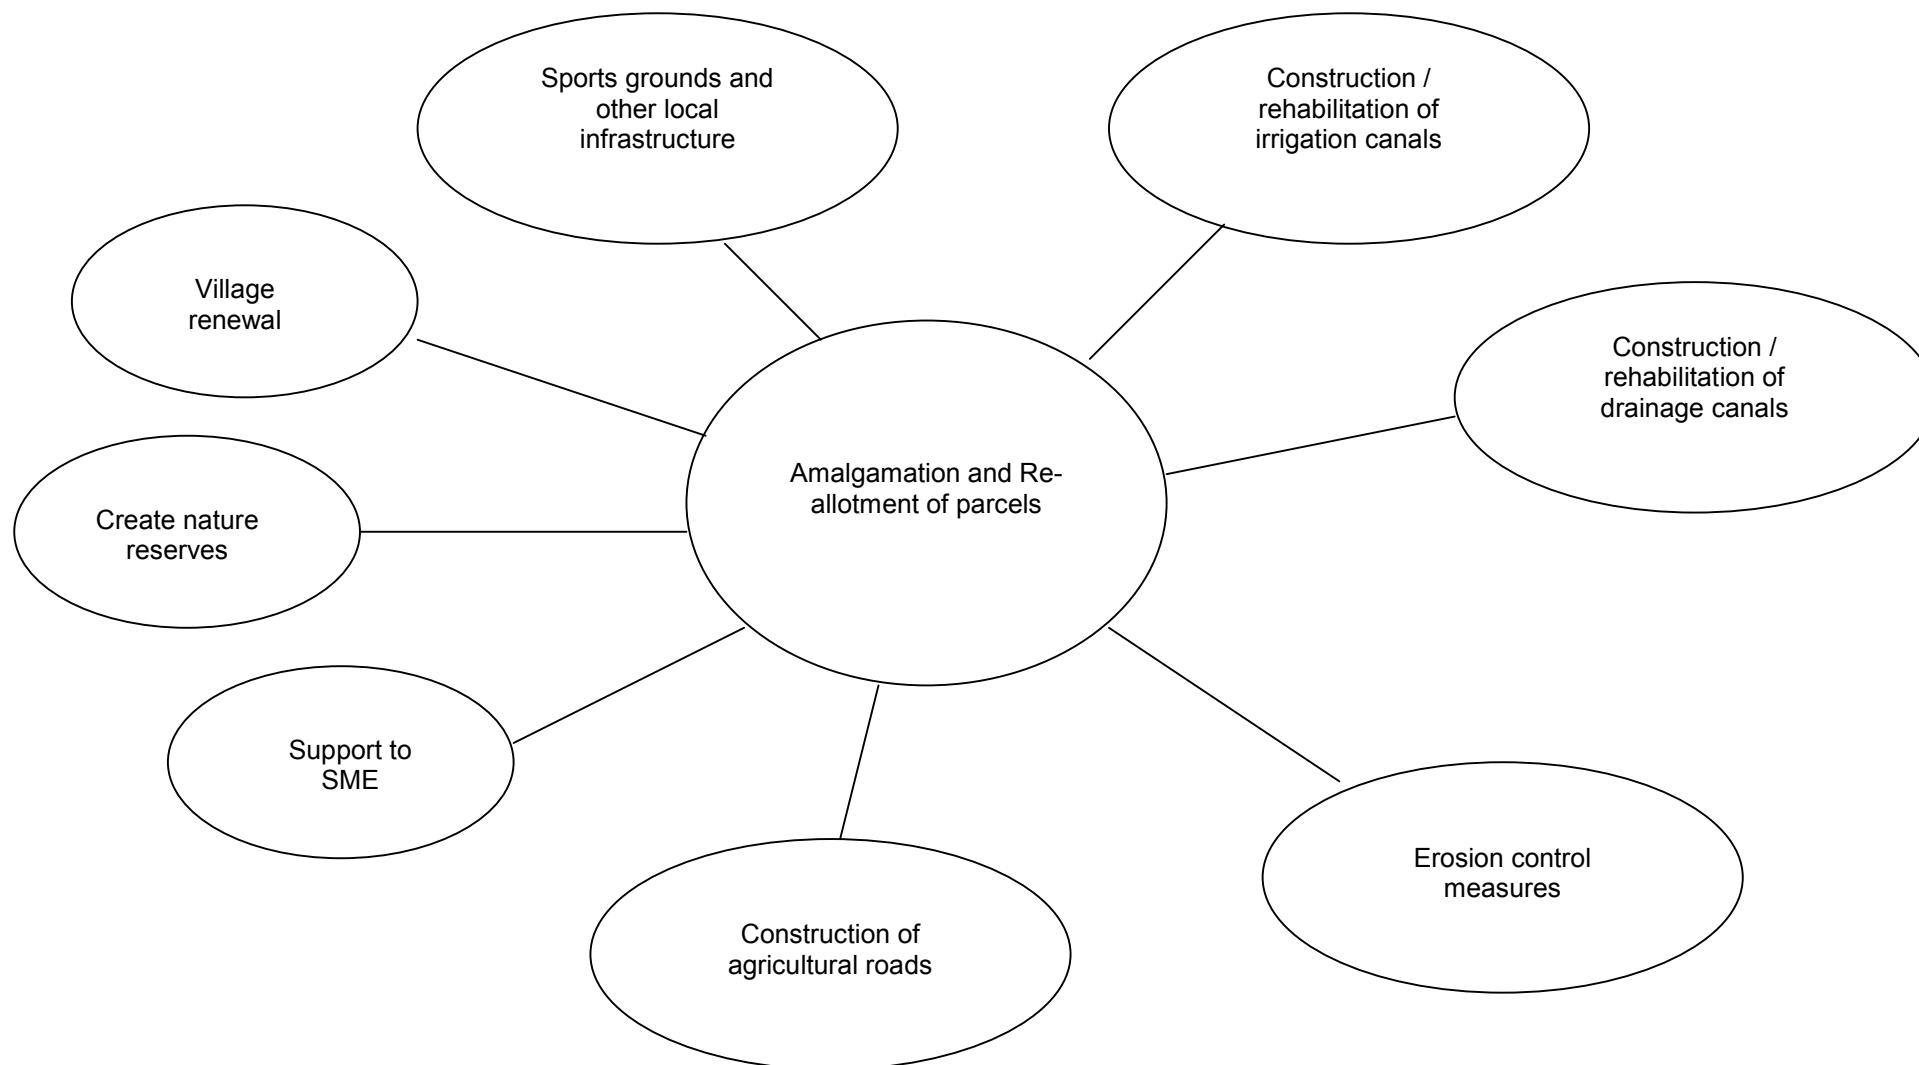 Sports grounds and
other local
infrastructure
Construction /
rehabilitation of
irrigation canals
Village
renewal
Construction /
rehabilitation of
drainage canals
Amalgamation and Re-
allotment of parcels
Create nature
reserves
Support to
SME
Erosion control
measures
Construction of
agricultural roads